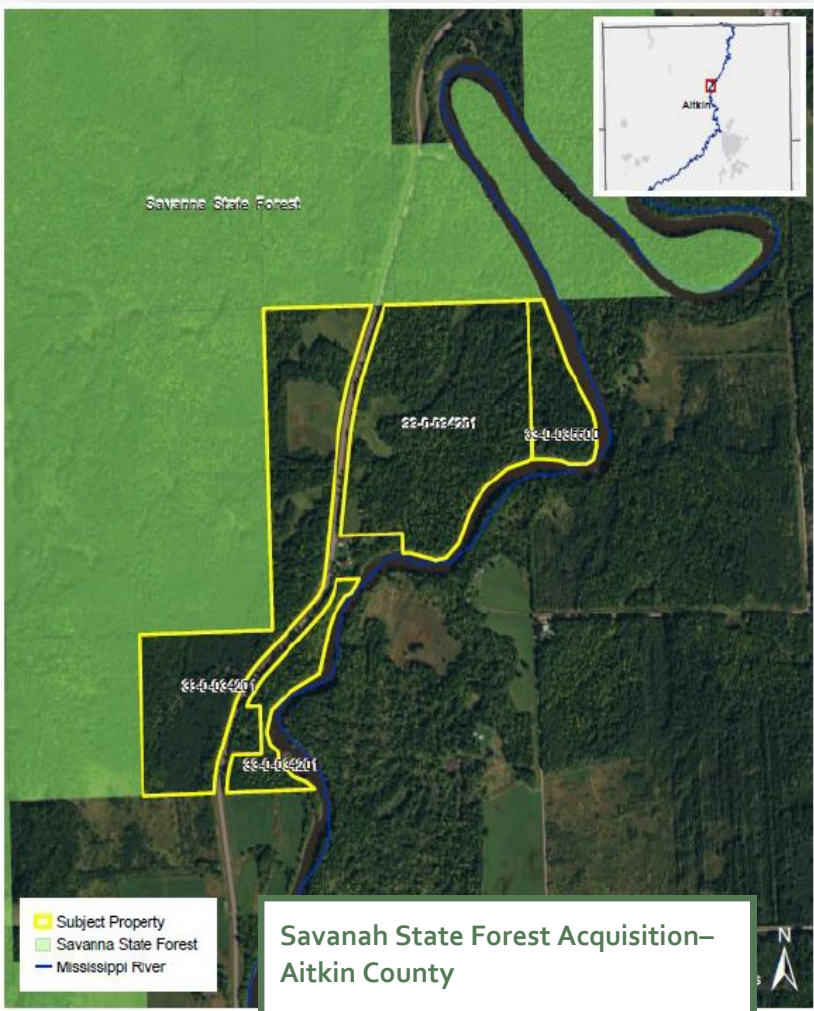 Aitkin
Savanna State Forest
33-0-034201
33-0-035500
33-0-034201
33-0-034201
Subject Property
Savanna State Forest
Mississippi River
Savanah State Forest Acquisition–
Aitkin County
N